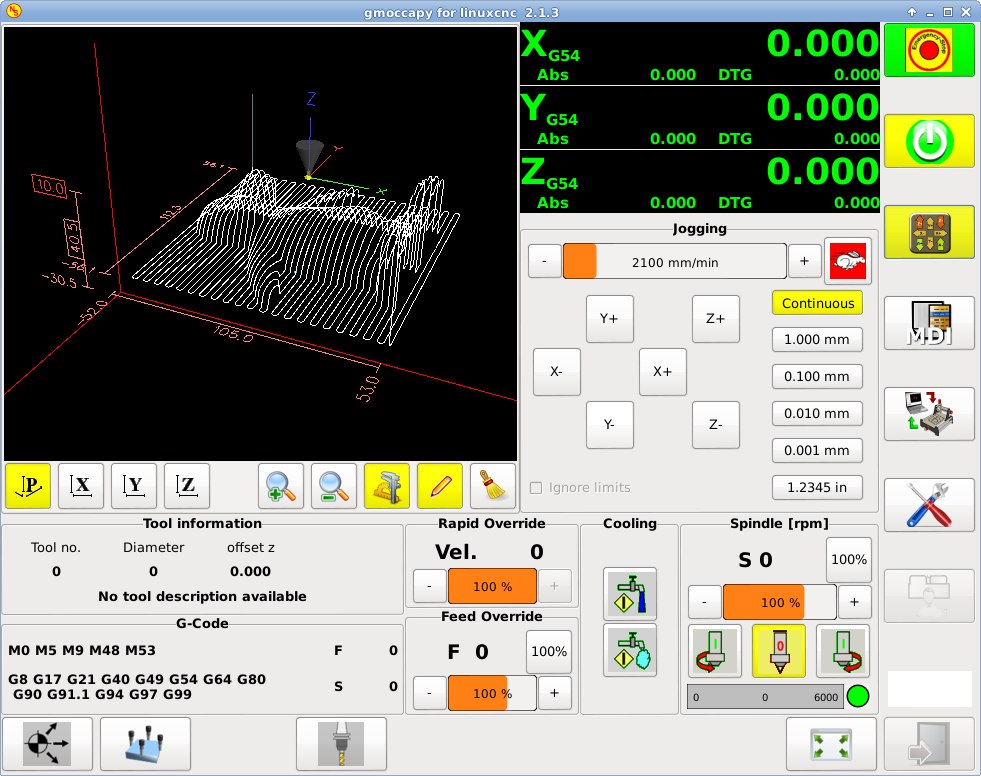 gmoccapy for linuxcnc 2.1.3
X G54 0.000
Abs 0.000 DTG 0.000
Y G54 0.000
Abs 0.000 DTG 0.000
Z G54 0.000
Abs 0.000 DTG 0.000
Emergency-Stop
Z
Y
X
10.0
40.5
-30.5
-52.0
105.0
53.0
112.3
Jogging
- 2100 mm/min +
Continuous
Y+ Z+
1.000 mm
X- X+
0.100 mm
Y- Z-
0.010 mm
0.001 mm
Ignore limits
1.2345 in
MDI
P X Y Z
Tool information
Tool no. Diameter offset z
0 0 0.000
No tool description available
G-Code
M0 M5 M9 M48 M53 F 0
G8 G17 G21 G40 G49 G54 G64 G80
G90 G91.1 G94 G97 G99
S 0
Rapid Override
Vel. 0
- 100 % +
Feed Override
F 0 100%
- 100 % +
Cooling
Spindle [rpm]
S 0 100%
- 100 % +
I 0 I
0 0 6000